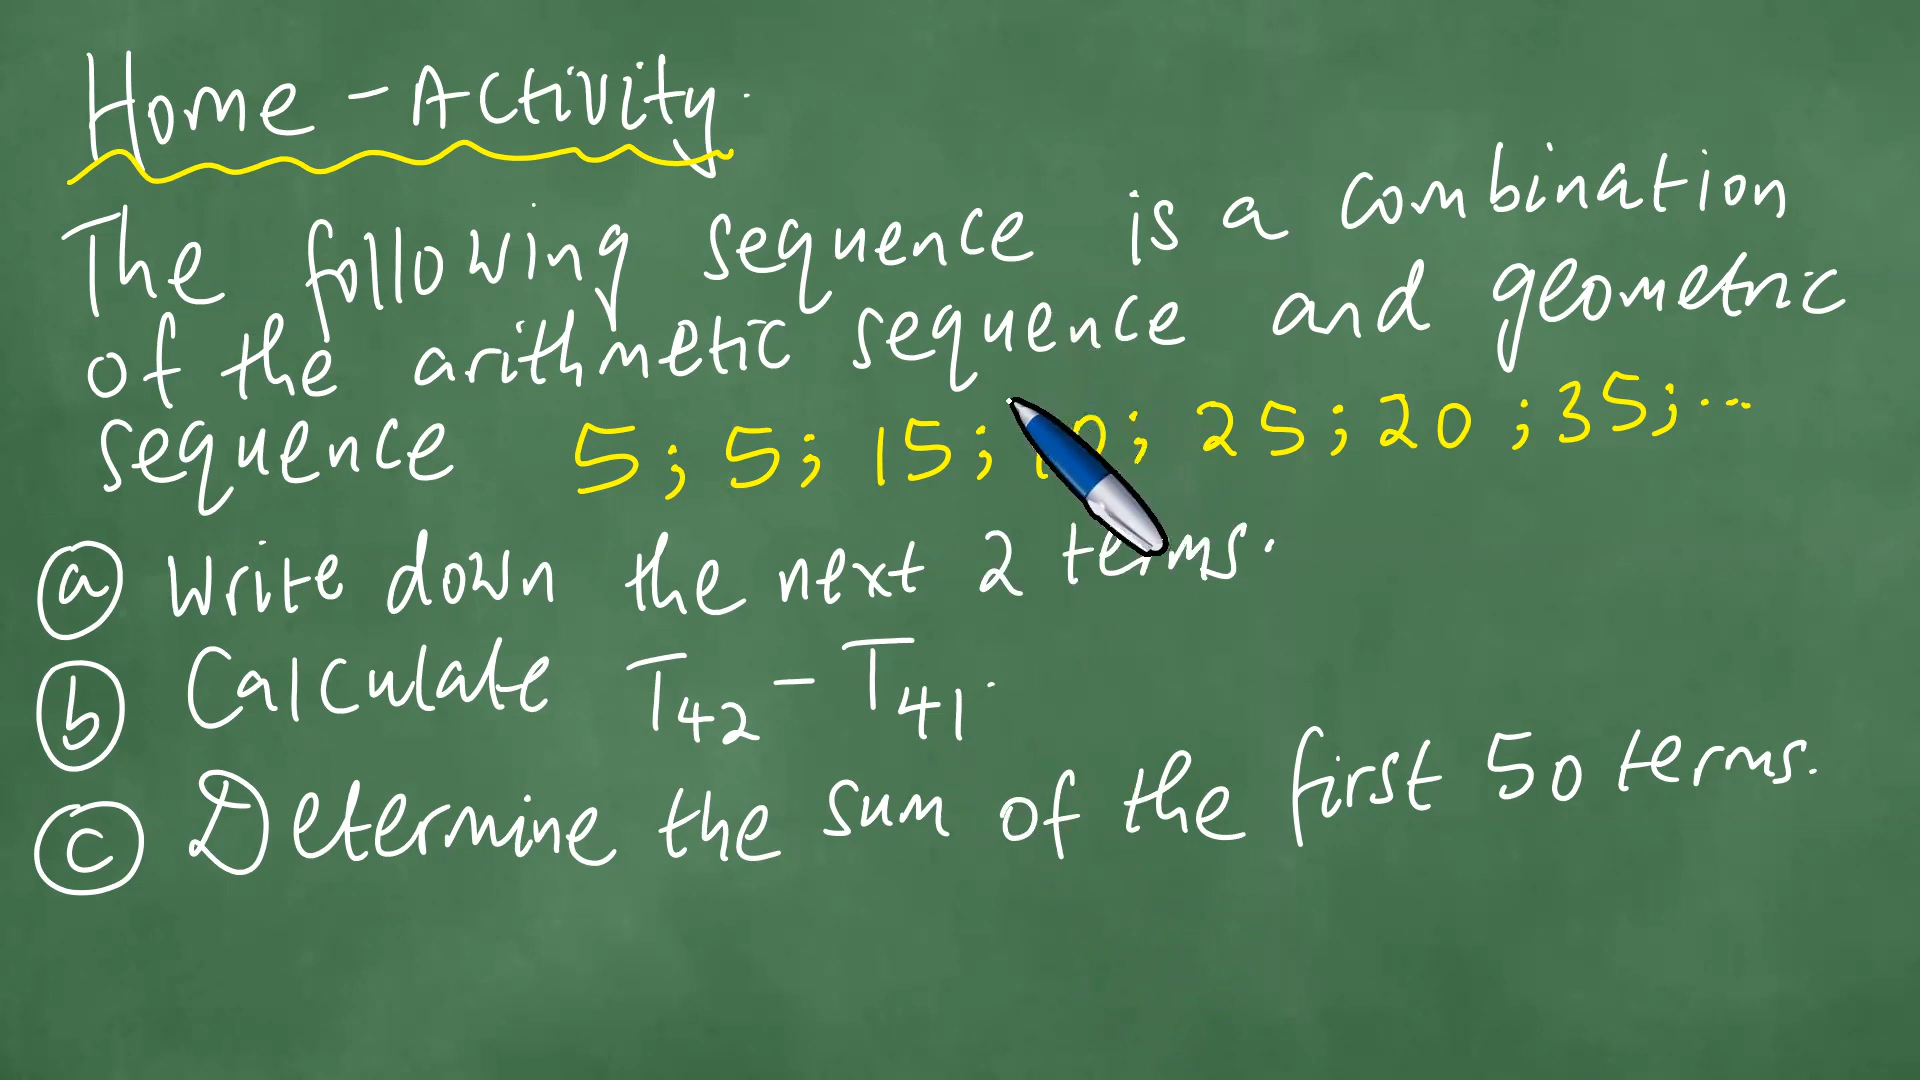 Home-Activity.
The following sequence is a combination
of the arithmetic sequence and geometric
sequence 5; 5; 15; 10; 25; 20; 35; ...
(a) Write down the next 2 terms.
(b) Calculate T42 - T41.
(c) Determine the sum of the first 50 terms.